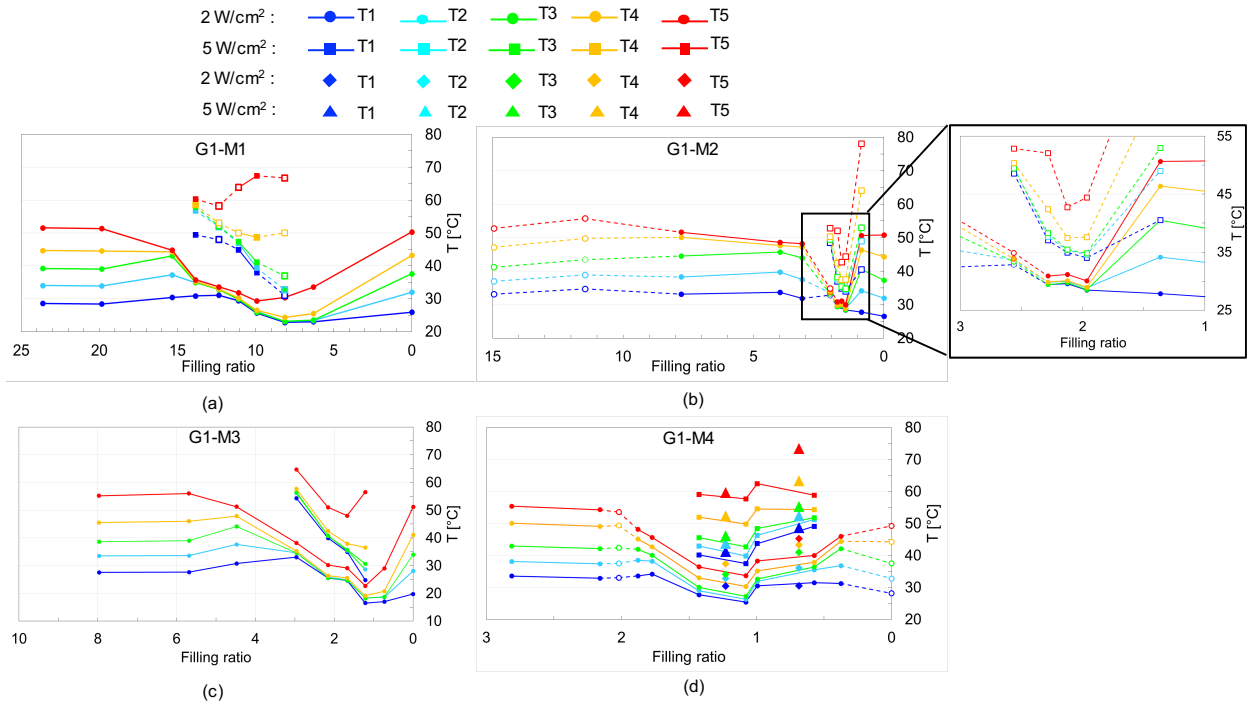 2 W/cm² : T1 T2 T3 T4 T5
5 W/cm² : T1 T2 T3 T4 T5
2 W/cm² : T1 T2 T3 T4 T5
5 W/cm² : T1 T2 T3 T4 T5
G1-M1
80
70
60
50
40
30
20
T [°C]
25 20 15 10 5 0
Filling ratio
(a)
G1-M2
80
70
60
50
40
30
20
T [°C]
15 10 5 0
Filling ratio
(b)
55
45
35
25
T [°C]
3 2 1
Filling ratio
G1-M3
80
70
60
50
40
30
20
10
T [°C]
10 8 6 4 2 0
Filling ratio
(c)
G1-M4
80
70
60
50
40
30
20
T [°C]
3 2 1 0
Filling ratio
(d)